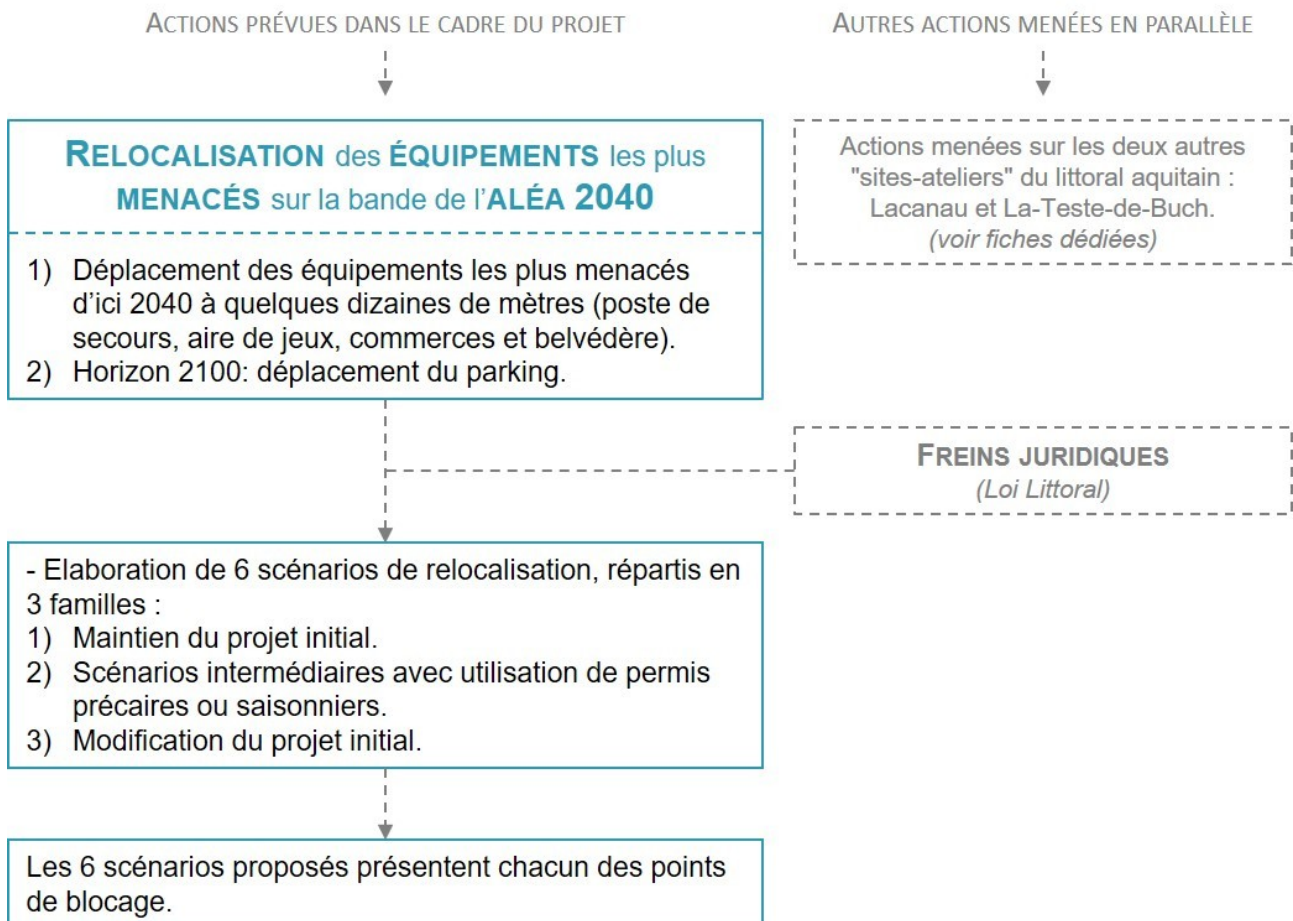 ACTIONS PRÉVUES DANS LE CADRE DU PROJET
AUTRES ACTIONS MENÉES EN PARALLÈLE
RELOCALISATION des ÉQUIPEMENTS les plus
MENACÉS sur la bande de l'ALÉA 2040
1) Déplacement des équipements les plus menacés
d'ici 2040 à quelques dizaines de mètres (poste de
secours, aire de jeux, commerces et belvédère).
2) Horizon 2100: déplacement du parking.
Actions menées sur les deux autres
"sites-ateliers" du littoral aquitain :
Lacanau et La-Teste-de-Buch.
(voir fiches dédiées)
FREINS JURIDIQUES
(Loi Littoral)
- Elaboration de 6 scénarios de relocalisation, répartis en
3 familles :
1) Maintien du projet initial.
2) Scénarios intermédiaires avec utilisation de permis
précaires ou saisonniers.
3) Modification du projet initial.
Les 6 scénarios proposés présentent chacun des points
de blocage.